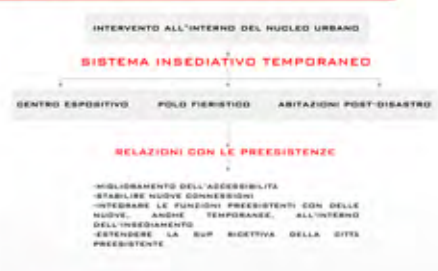 INTERVENTO ALL'INTERNO DEL NUCLEO URBANO
SISTEMA INSEDIATIVO TEMPORANEO
CENTRO ESPOSITIVO POLO FIERISTICO ABITAZIONI POST-DISASTRO
RELAZIONI CON LE PREESISTENZE
-MIGLIORAMENTO DELL'ACCESSIBILITÀ
-STABILIRE NUOVE CONNESSIONI
-INTEGRARE LE FUNZIONI PREESISTENTI CON DELLE
NUOVE, ANCHE TEMPORANEE, ALL'INTERNO
DELL'INSEDIAMENTO
-ESTENDERE LA SUP RICETTIVA DELLA CITTÀ
PREESISTENTE